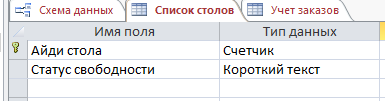 Схема данных Список столов Учет заказов
Имя поля Тип данных
Айди стола Счетчик
Статус свободности Короткий текст